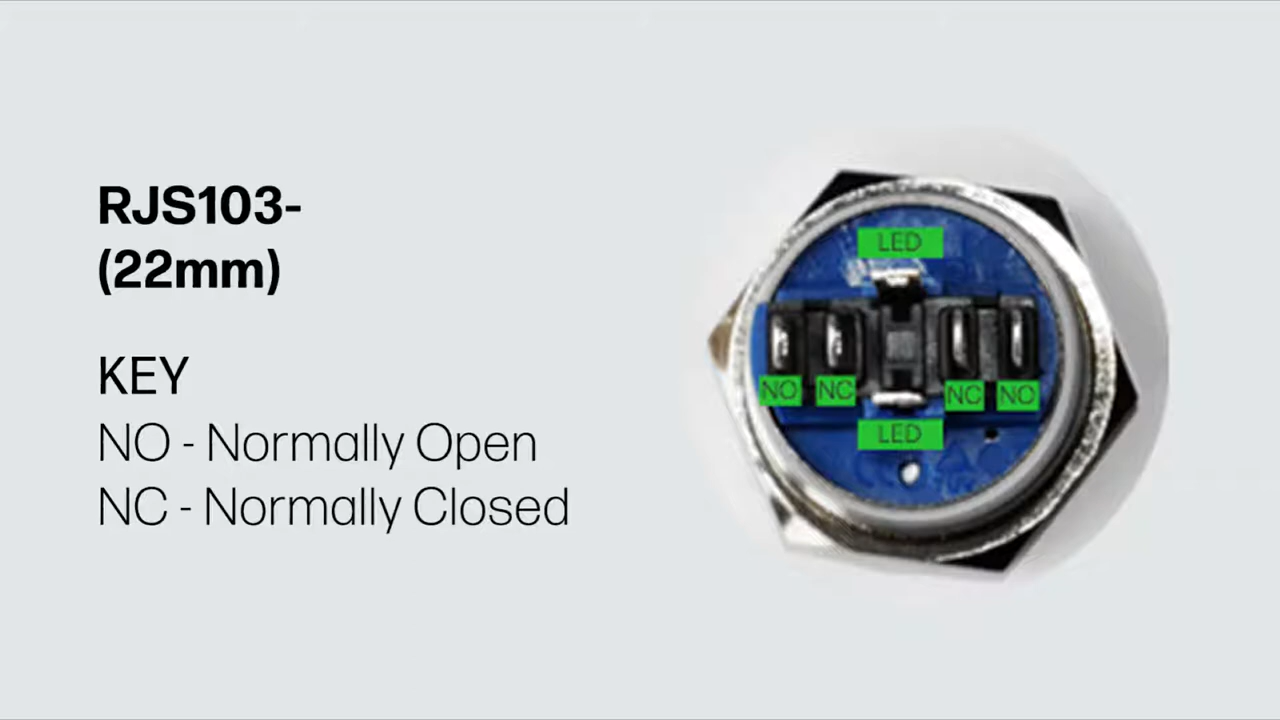 RJS103-
(22mm)
KEY
NO - Normally Open
NC - Normally Closed
LED
NO NC NC NO
LED